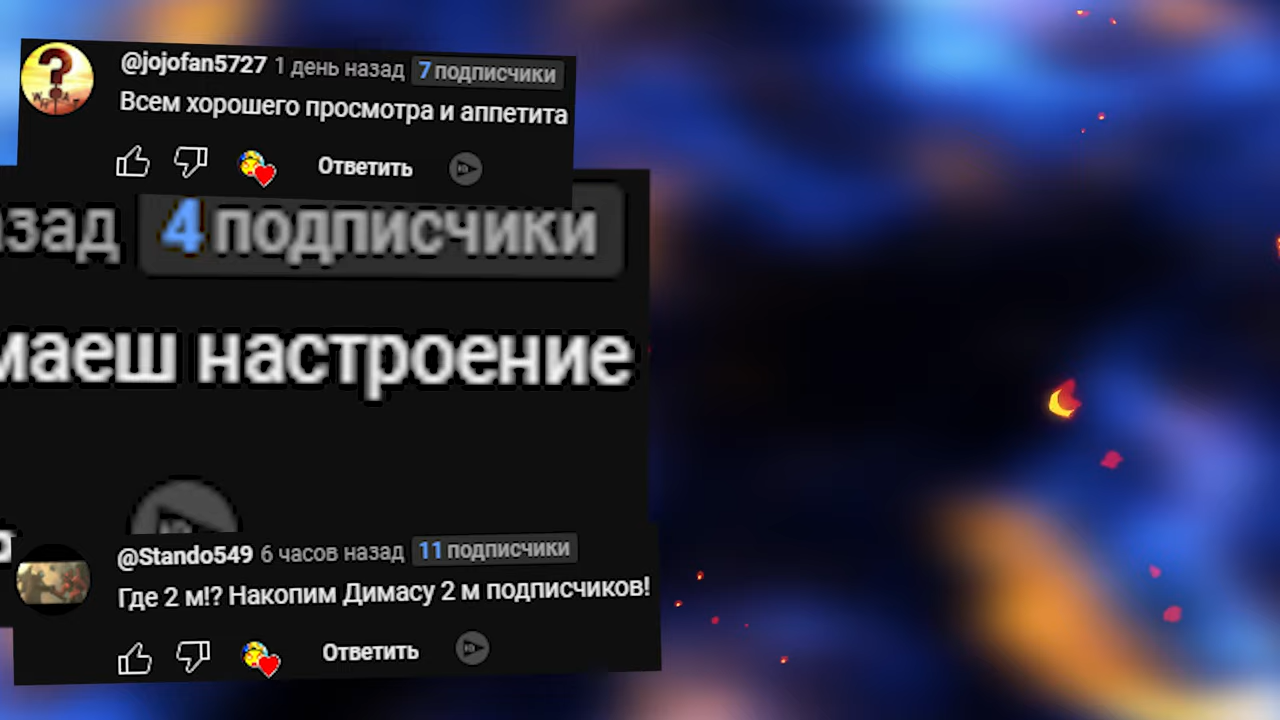 @jojofan5727 1 день назад 7 подписчики
Всем хорошего просмотра и аппетита
Ответить
азад 4 подписчики
маеш настроение
@Stando549 6 часов назад 11 подписчики
Где 2 м!? Накопим Димасу 2 м подписчиков!
Ответить